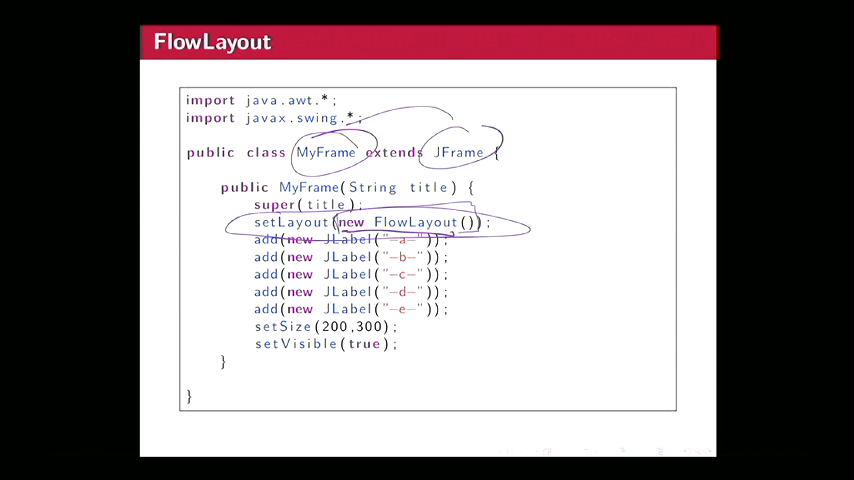 FlowLayout
import java.awt.*;
import javax.swing.*;
public class MyFrame extends JFrame {
public MyFrame(String title) {
super(title);
setLayout(new FlowLayout());
add(new JLabel("-a-"));
add(new JLabel("-b-"));
add(new JLabel("-c-"));
add(new JLabel("-d-"));
add(new JLabel("-e-"));
setSize(200,300);
setVisible(true);
}
}